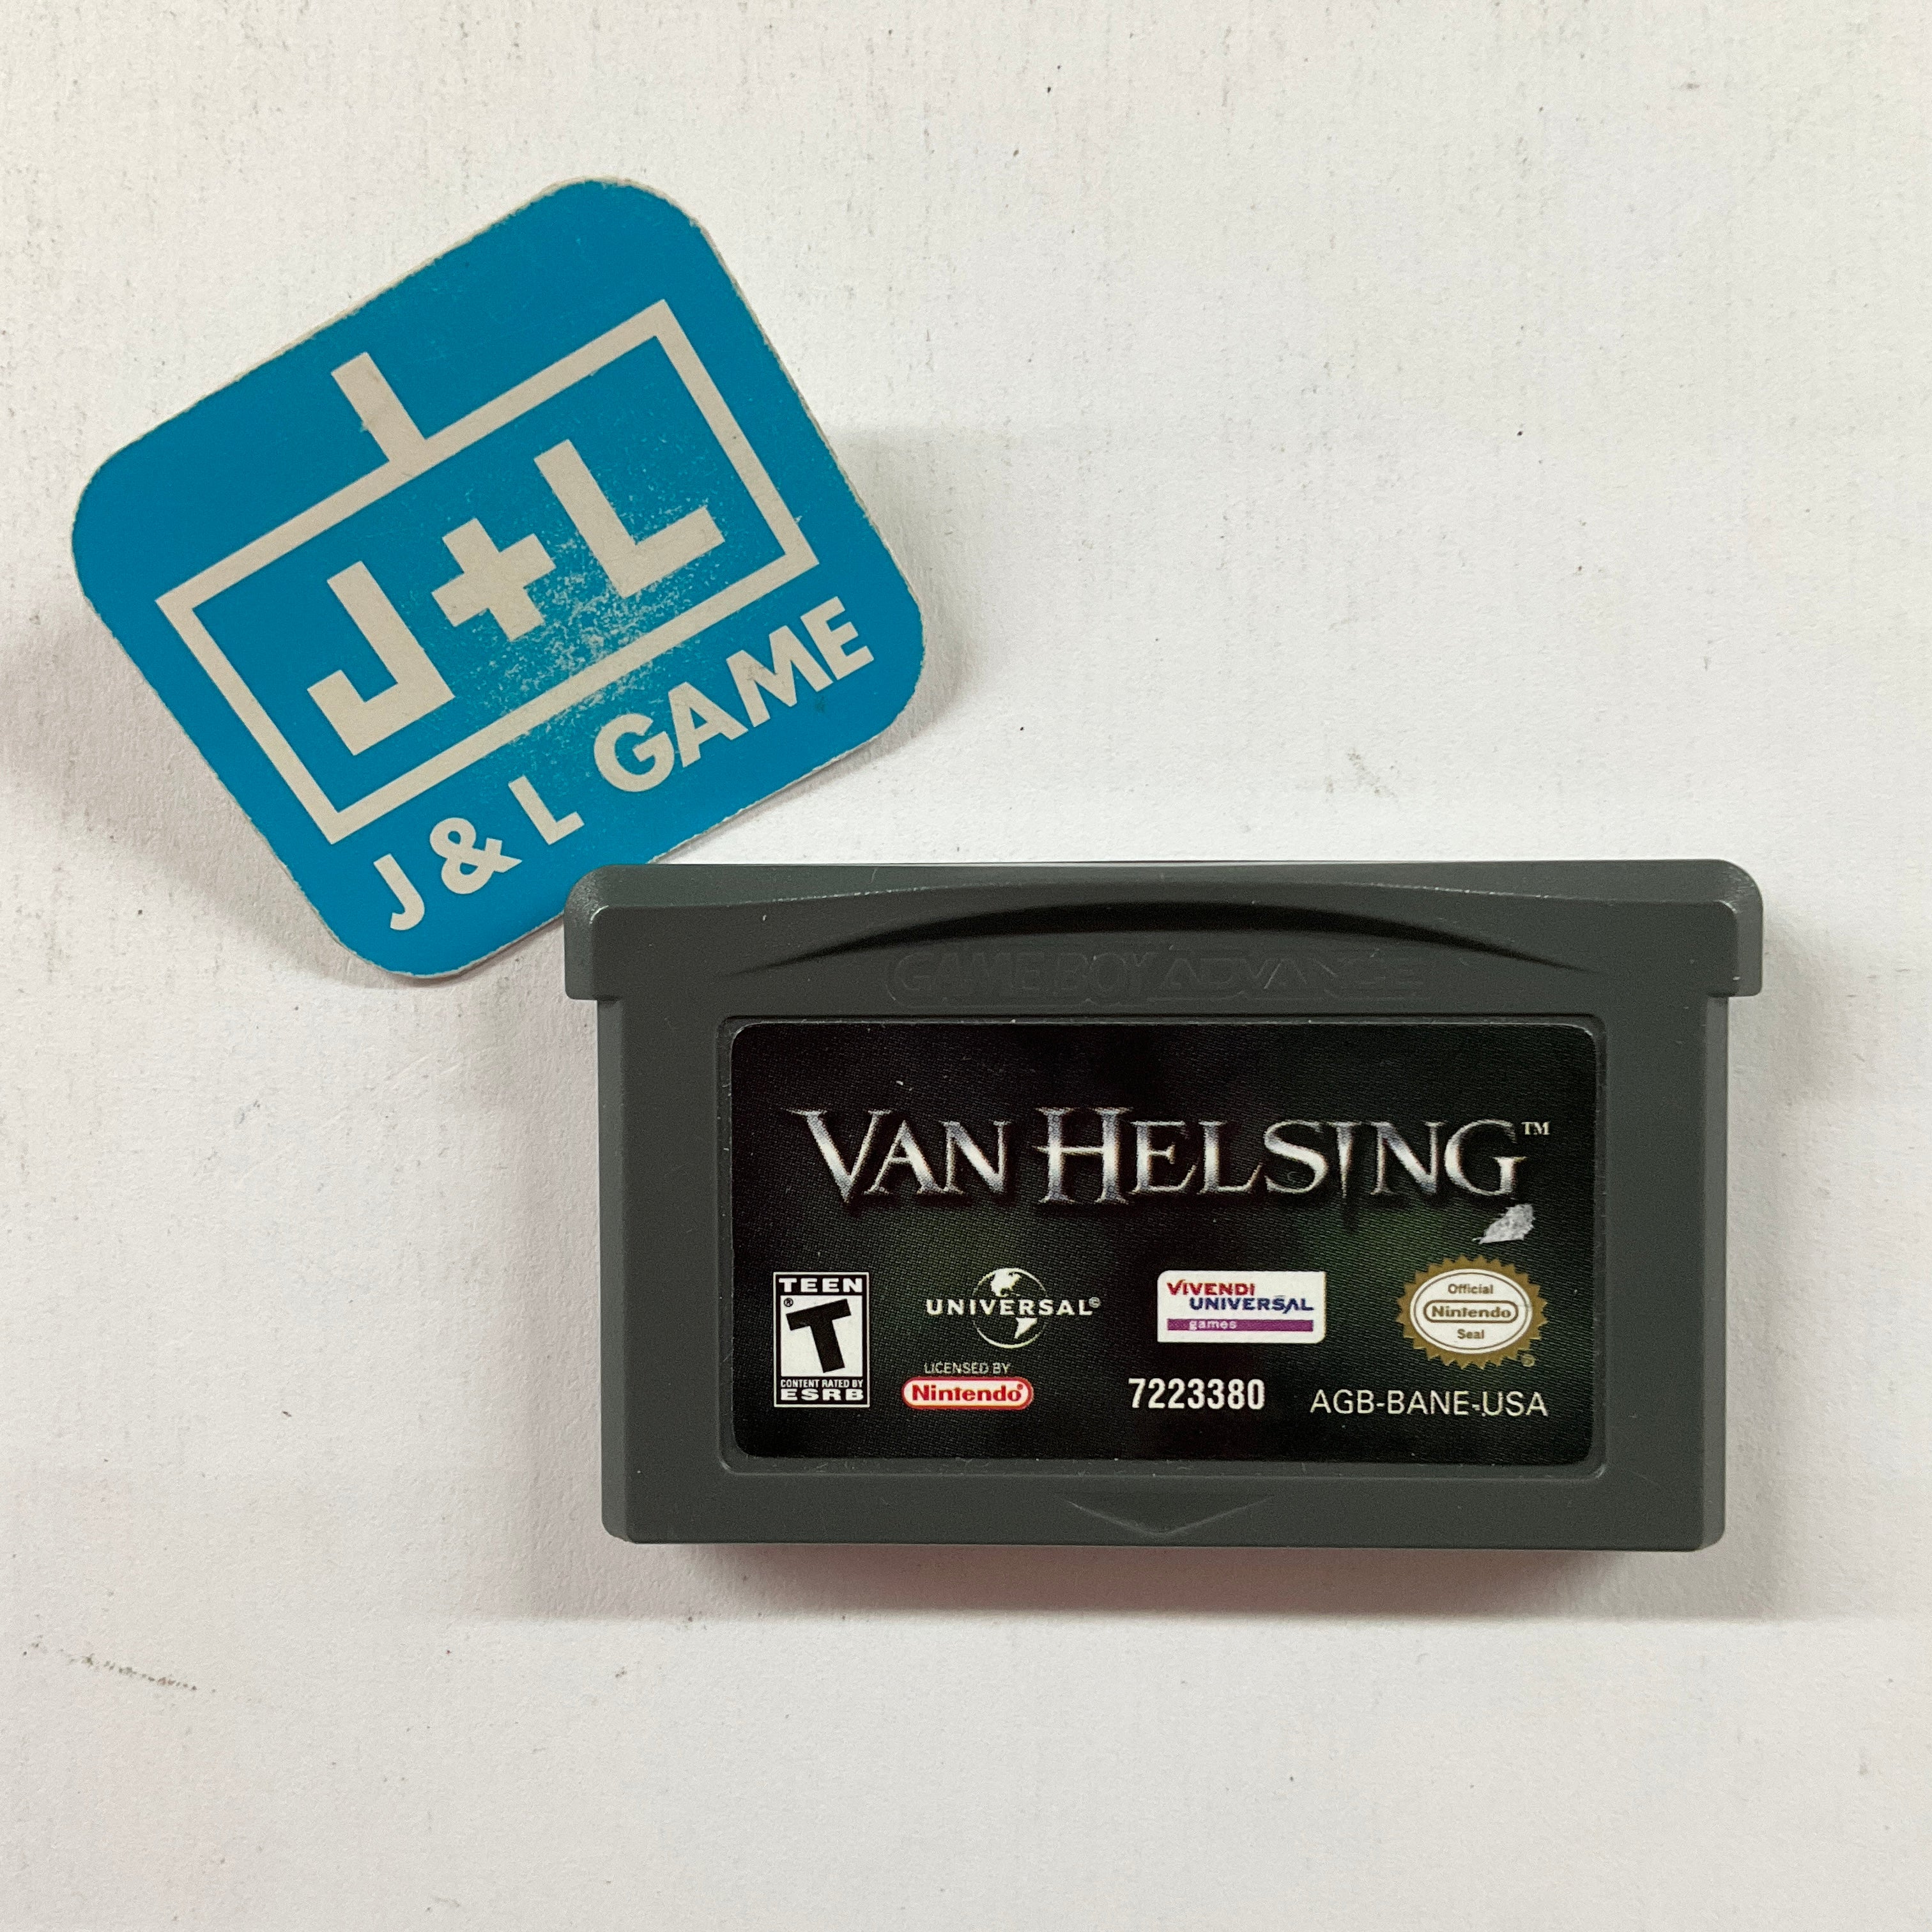 J+L
J & L GAME
GAME BOY ADVANCE
VAN HELSING™
TEEN
T®
CONTENT RATED BY
ESRB
UNIVERSAL©
LICENSED BY
Nintendo®
VIVENDI
UNIVERSAL
games
7223380
Official
Nintendo
Seal
®
AGB-BANE-USA